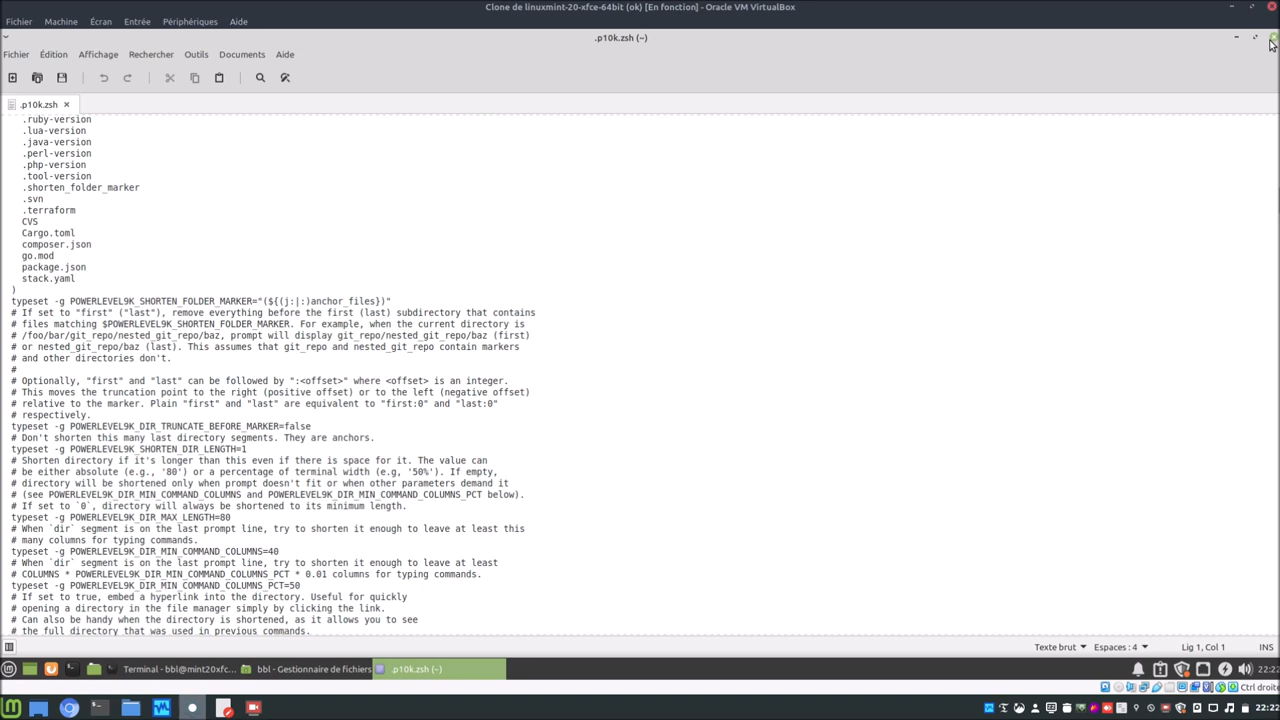 Clone de linuxmint-20-xfce-64bit (ok) [En fonction] - Oracle VM VirtualBox
Fichier Machine Écran Entrée Périphériques Aide
.p10k.zsh (~)
Fichier Édition Affichage Rechercher Outils Documents Aide
.p10k.zsh
.ruby-version
.lua-version
.java-version
.perl-version
.php-version
.tool-version
.shorten_folder_marker
.svn
.terraform
CVS
Cargo.toml
composer.json
go.mod
package.json
stack.yaml
)
typeset -g POWERLEVEL9K_SHORTEN_FOLDER_MARKER="(${(j:|:)anchor_files})"
# If set to "first" ("last"), remove everything before the first (last) subdirectory that contains
# files matching $POWERLEVEL9K_SHORTEN_FOLDER_MARKER. For example, when the current directory is
# /foo/bar/git_repo/nested_git_repo/baz, prompt will display git_repo/nested_git_repo/baz (first)
# or nested_git_repo/baz (last). This assumes that git_repo and nested_git_repo contain markers
# and other directories don't.
#
# Optionally, "first" and "last" can be followed by ":<offset>" where <offset> is an integer.
# This moves the truncation point to the right (positive offset) or to the left (negative offset)
# relative to the marker. Plain "first" and "last" are equivalent to "first:0" and "last:0"
# respectively.
typeset -g POWERLEVEL9K_DIR_TRUNCATE_BEFORE_MARKER=false
# Don't shorten this many last directory segments. They are anchors.
typeset -g POWERLEVEL9K_SHORTEN_DIR_LENGTH=1
# Shorten directory if it's longer than this even if there is space for it. The value can
# be either absolute (e.g., '80') or a percentage of terminal width (e.g, '50%'). If empty,
# directory will be shortened only when prompt doesn't fit or when other parameters demand it
# (see POWERLEVEL9K_DIR_MIN_COMMAND_COLUMNS and POWERLEVEL9K_DIR_MIN_COMMAND_COLUMNS_PCT below).
# If set to `0`, directory will always be shortened to its minimum length.
typeset -g POWERLEVEL9K_DIR_MAX_LENGTH=80
# When `dir` segment is on the last prompt line, try to shorten it enough to leave at least this
# many columns for typing commands.
typeset -g POWERLEVEL9K_DIR_MIN_COMMAND_COLUMNS=40
# When `dir` segment is on the last prompt line, try to shorten it enough to leave at least
# COLUMNS * POWERLEVEL9K_DIR_MIN_COMMAND_COLUMNS_PCT * 0.01 columns for typing commands.
typeset -g POWERLEVEL9K_DIR_MIN_COMMAND_COLUMNS_PCT=50
# If set to true, embed a hyperlink into the directory. Useful for quickly
# opening a directory in the file manager simply by clicking the link.
# Can also be handy when the directory is shortened, as it allows you to see
# the full directory that was used in previous commands.
Texte brut Espaces : 4 Lig 1, Col 1 INS
Terminal - bbl@mint20xfc... bbl - Gestionnaire de fichiers .p10k.zsh (~) 22:22
Ctrl droite
22:22